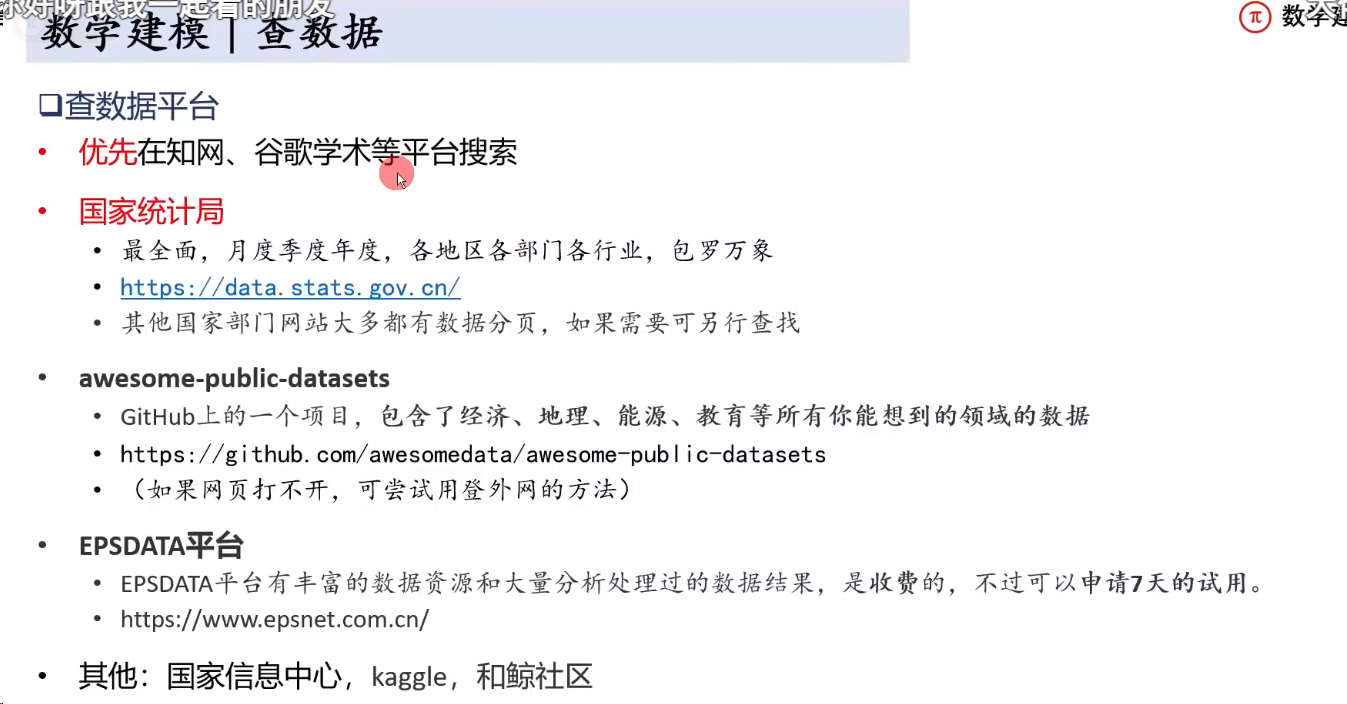 你好呀跟我一起看的朋友
数学建模 | 查数据
数学建
❑查数据平台
• 优先在知网、谷歌学术等平台搜索
• 国家统计局
• 最全面，月度季度年度，各地区各部门各行业，包罗万象
• https://data.stats.gov.cn/
• 其他国家部门网站大多都有数据分页，如果需要可另行查找
• awesome-public-datasets
• GitHub上的一个项目，包含了经济、地理、能源、教育等所有你能想到的领域的数据
• https://github.com/awesomedata/awesome-public-datasets
• （如果网页打不开，可尝试用登外网的方法）
• EPSDATA平台
• EPSDATA平台有丰富的数据资源和大量分析处理过的数据结果，是收费的，不过可以申请7天的试用。
• https://www.epsnet.com.cn/
• 其他：国家信息中心，kaggle，和鲸社区